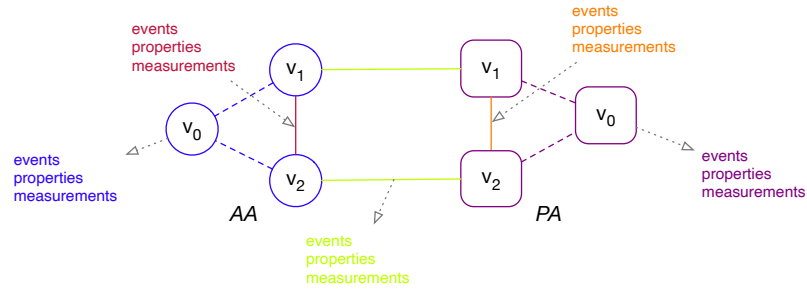 events
properties
measurements
events
properties
measurements
v1
v1
v0
v0
v2
v2
events
properties
measurements
events
properties
measurements
AA
PA
events
properties
measurements